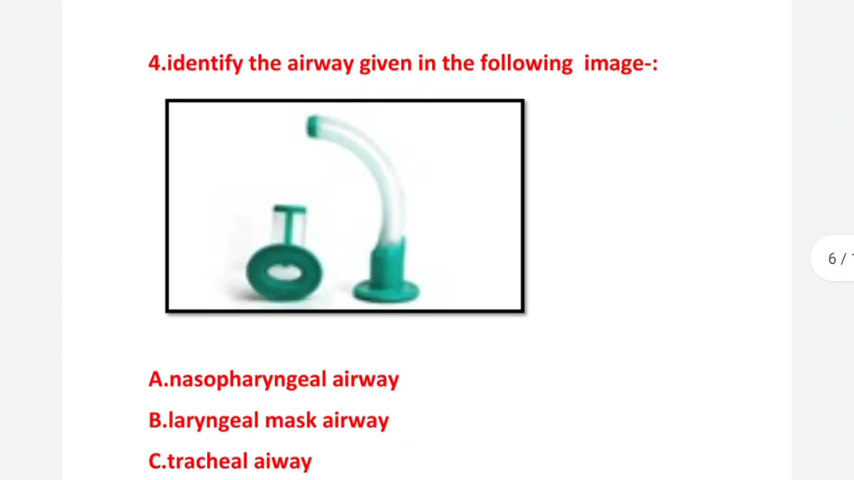 4.identify the airway given in the following  image-:
6 /
A.nasopharyngeal airway
B.laryngeal mask airway
C.tracheal aiway